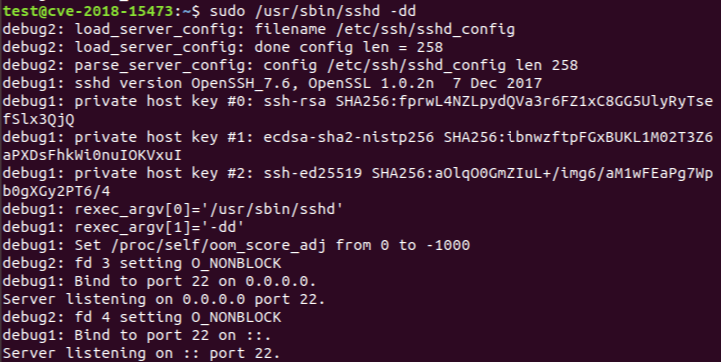 test@cve-2018-15473:~$ sudo /usr/sbin/sshd -dd
debug2: load_server_config: filename /etc/ssh/sshd_config
debug2: load_server_config: done config len = 258
debug2: parse_server_config: config /etc/ssh/sshd_config len 258
debug1: sshd version OpenSSH_7.6, OpenSSL 1.0.2n  7 Dec 2017
debug1: private host key #0: ssh-rsa SHA256:fprwL4NZLpydQVa3r6FZ1xC8GG5UlyRyTse
fSlx3QjQ
debug1: private host key #1: ecdsa-sha2-nistp256 SHA256:ibnwzftpFGxBUKL1M02T3Z6
aPXDsFhkWi0nuIOKVxuI
debug1: private host key #2: ssh-ed25519 SHA256:aOlqO0GmZIuL+/img6/aM1wFEaPg7Wp
b0gXGy2PT6/4
debug1: rexec_argv[0]='/usr/sbin/sshd'
debug1: rexec_argv[1]='-dd'
debug1: Set /proc/self/oom_score_adj from 0 to -1000
debug2: fd 3 setting O_NONBLOCK
debug1: Bind to port 22 on 0.0.0.0.
Server listening on 0.0.0.0 port 22.
debug2: fd 4 setting O_NONBLOCK
debug1: Bind to port 22 on ::.
Server listening on :: port 22.